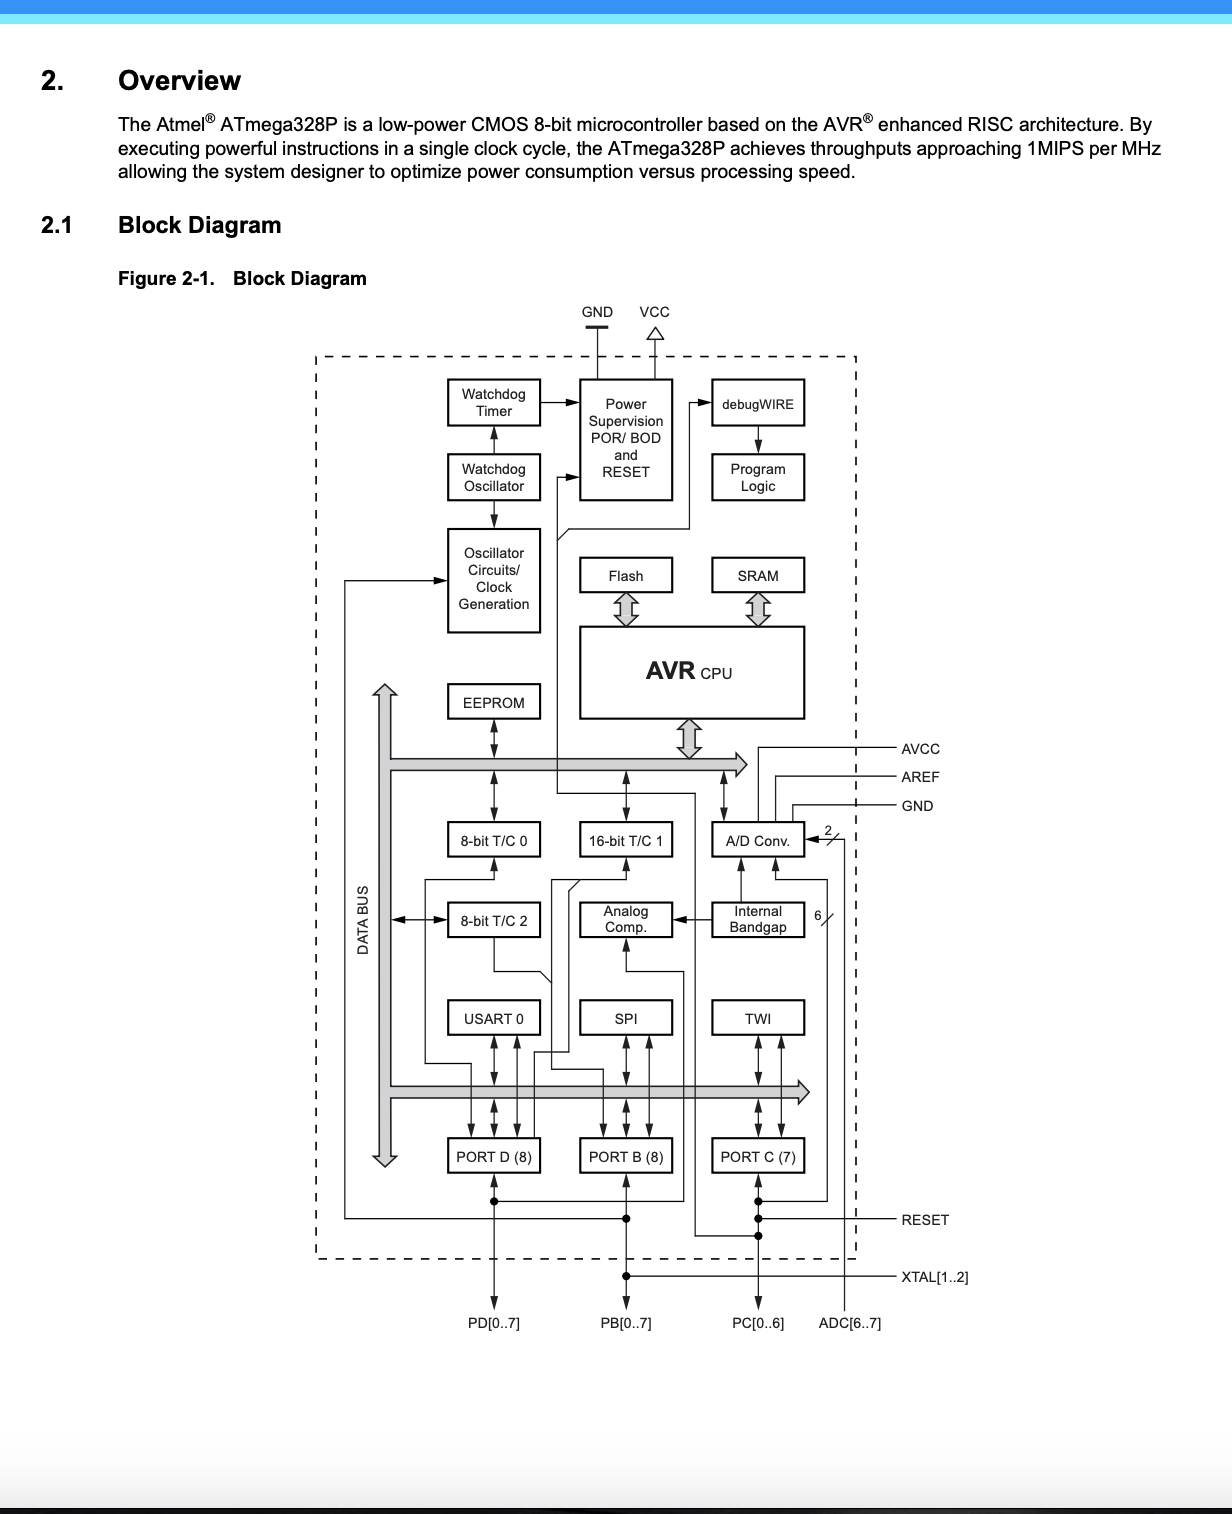 2. Overview
The Atmel® ATmega328P is a low-power CMOS 8-bit microcontroller based on the AVR® enhanced RISC architecture. By
executing powerful instructions in a single clock cycle, the ATmega328P achieves throughputs approaching 1MIPS per MHz
allowing the system designer to optimize power consumption versus processing speed.
2.1 Block Diagram
Figure 2-1. Block Diagram
GND VCC
Watchdog
Timer
Power
Supervision
POR/ BOD
and
RESET
debugWIRE
Watchdog
Oscillator
Program
Logic
Oscillator
Circuits/
Clock
Generation
Flash
SRAM
AVR CPU
EEPROM
AVCC
AREF
GND
8-bit T/C 0
16-bit T/C 1
A/D Conv.
2
DATA BUS
8-bit T/C 2
Analog
Comp.
Internal
Bandgap
6
USART 0
SPI
TWI
PORT D (8)
PORT B (8)
PORT C (7)
RESET
XTAL[1..2]
PD[0..7]
PB[0..7]
PC[0..6]
ADC[6..7]